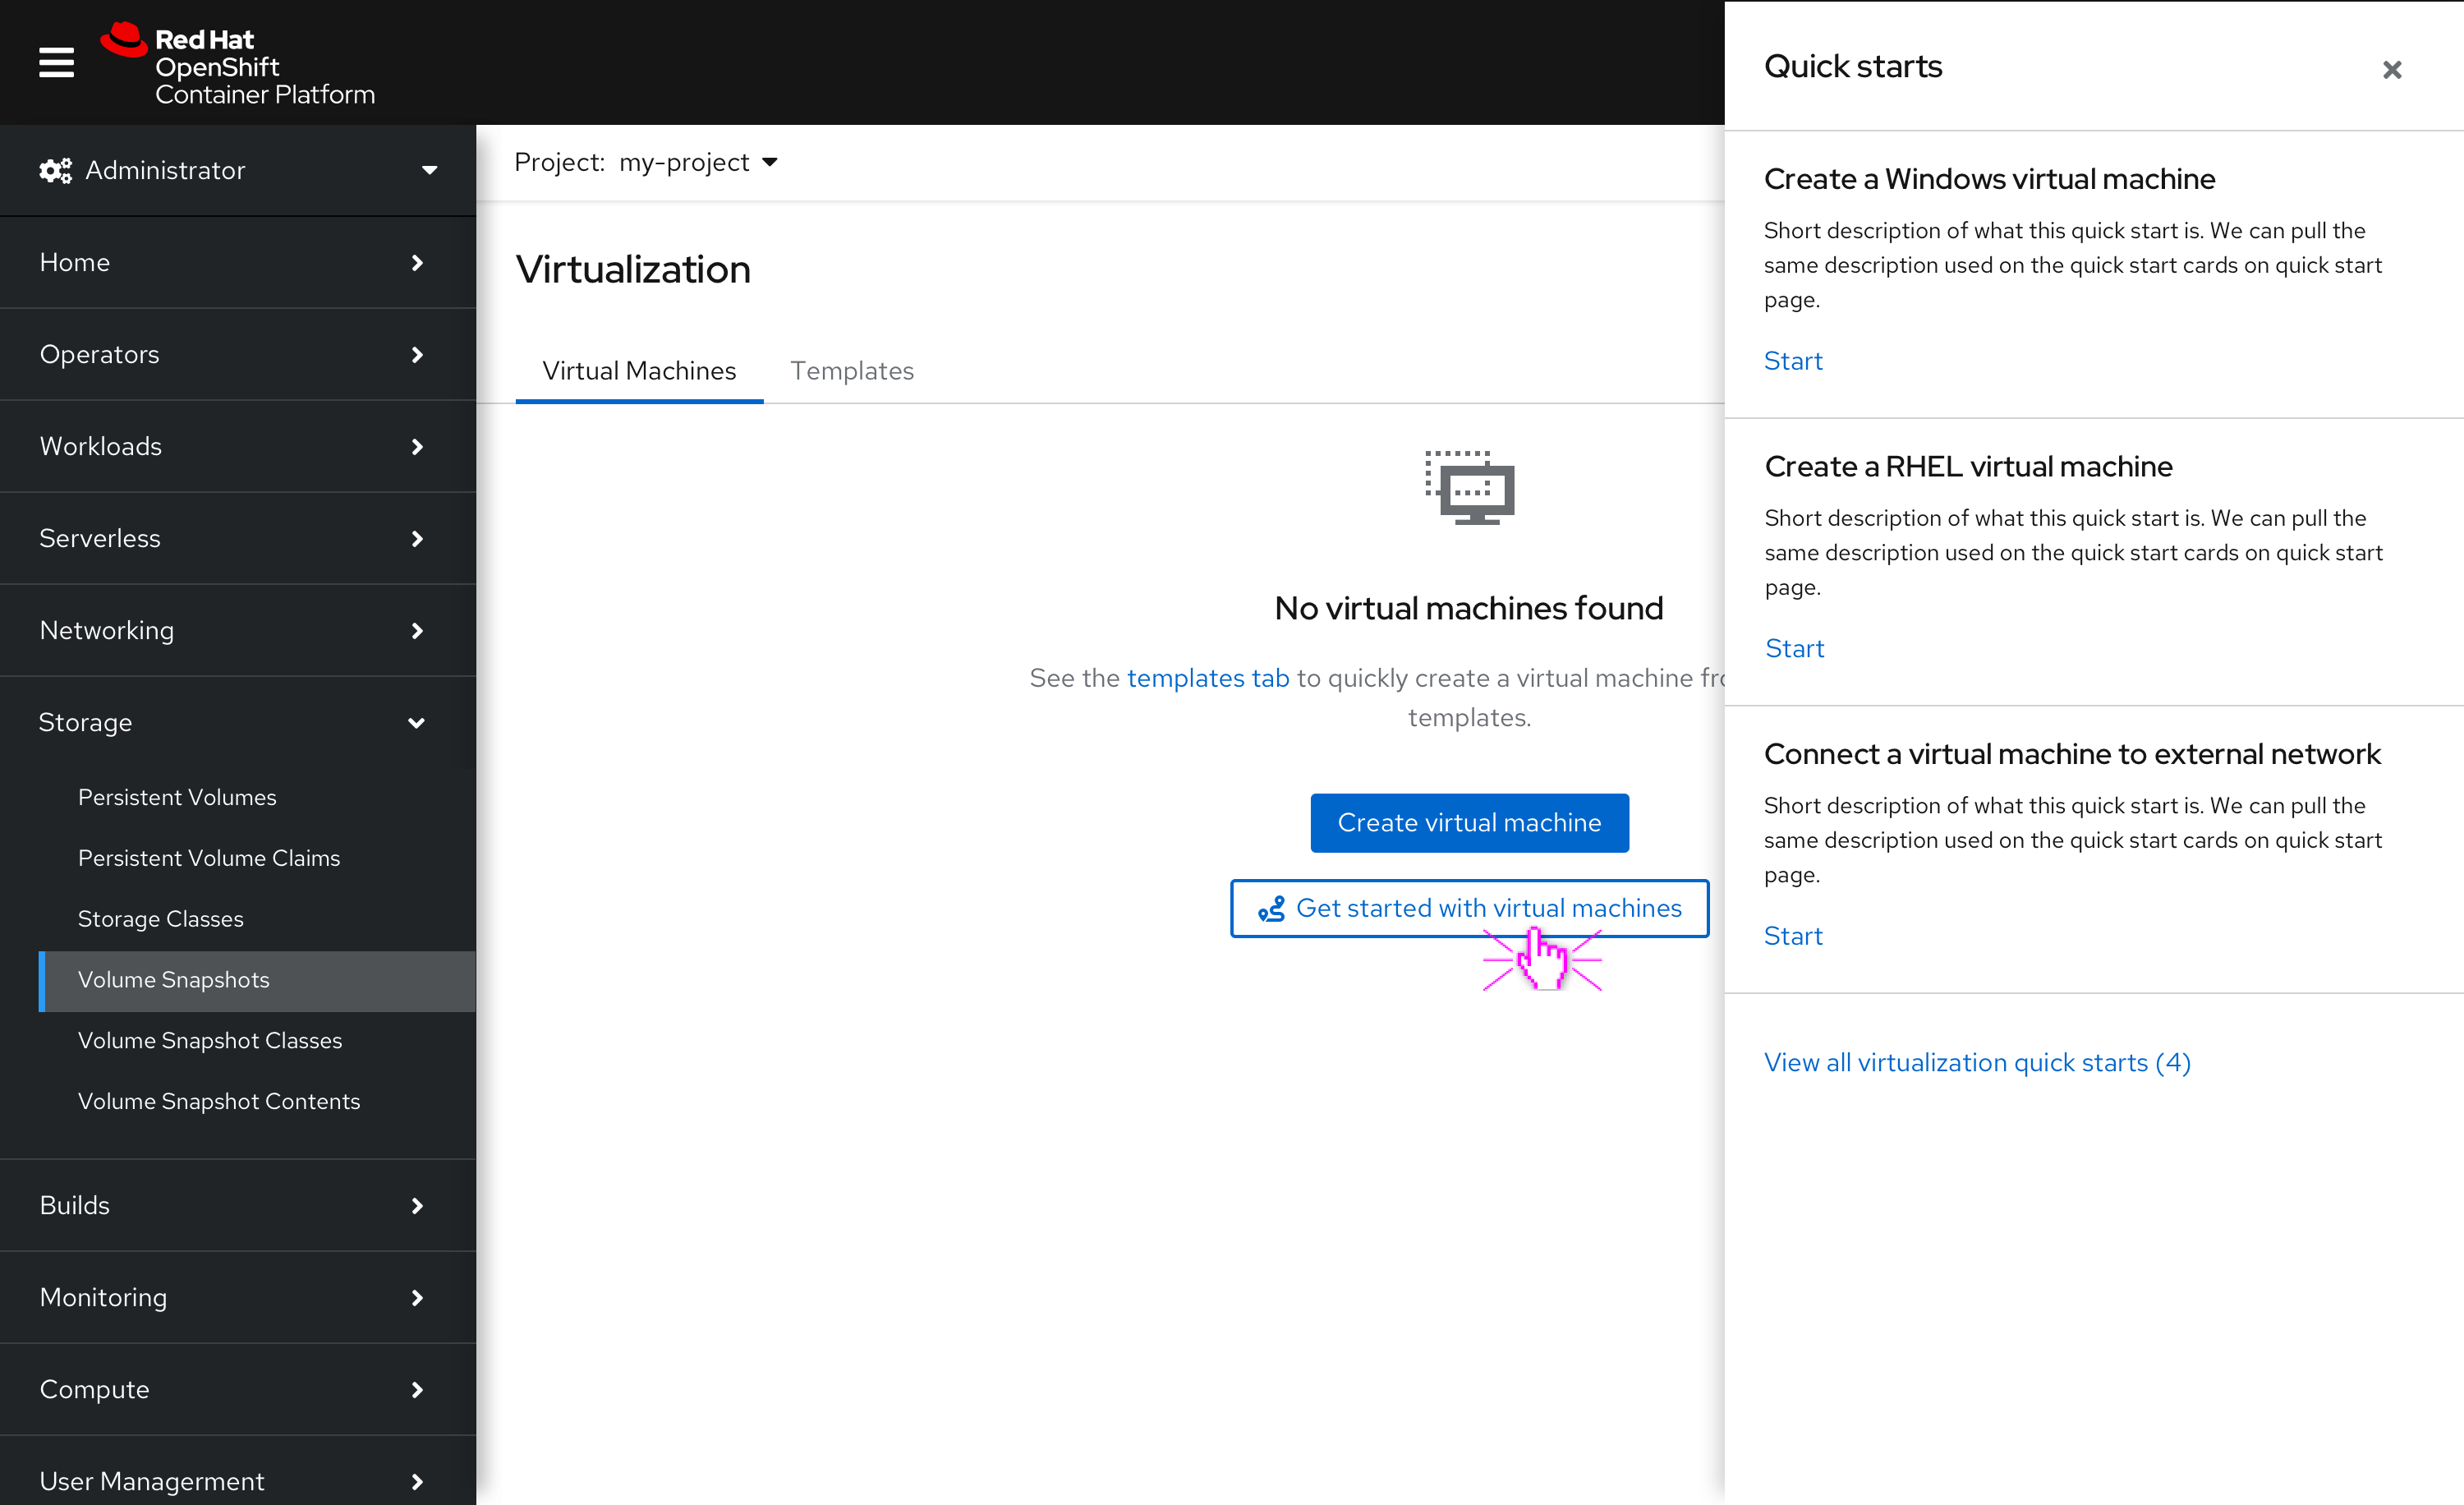 Red Hat
OpenShift
Container Platform
Administrator
Home
Operators
Workloads
Serverless
Networking
Storage
Persistent Volumes
Persistent Volume Claims
Storage Classes
Volume Snapshots
Volume Snapshot Classes
Volume Snapshot Contents
Builds
Monitoring
Compute
User Managerment
Project: my-project
Virtualization
Virtual Machines
Templates
No virtual machines found
See the templates tab to quickly create a virtual machine
templates.
Create virtual machine
Get started with virtual machines
Quick starts
Create a Windows virtual machine
Short description of what this quick start is. We can pull the
same description used on the quick start cards on quick start
page.
Start
Create a RHEL virtual machine
Short description of what this quick start is. We can pull the
same description used on the quick start cards on quick start
page.
Start
Connect a virtual machine to external network
Short description of what this quick start is. We can pull the
same description used on the quick start cards on quick start
page.
Start
View all virtualization quick starts (4)